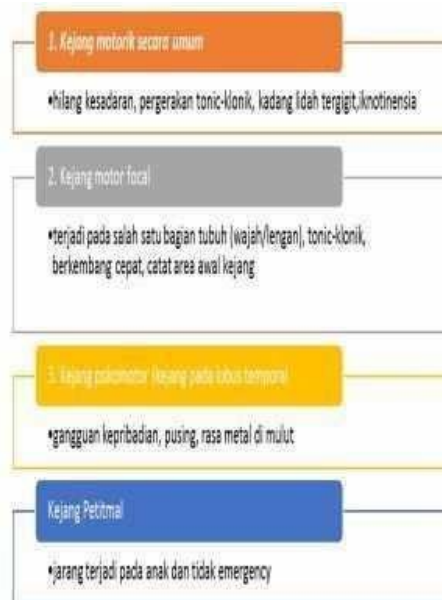 1. Kejang motorik secara umum
•hilang kesadaran, pergerakan tonic-klonik, kadang lidah tergigit,iknotinensia
2. Kejang motor focal
•terjadi pada salah satu bagian tubuh (wajah/lengan), tonic-klonik,
berkembang cepat, catat area awal kejang
3. Kejang psikomotor (kejang pada lobus temporal)
•gangguan kepribadian, pusing, rasa metal di mulut
Kejang Petitmal
•jarang terjadi pada anak dan tidak emergency